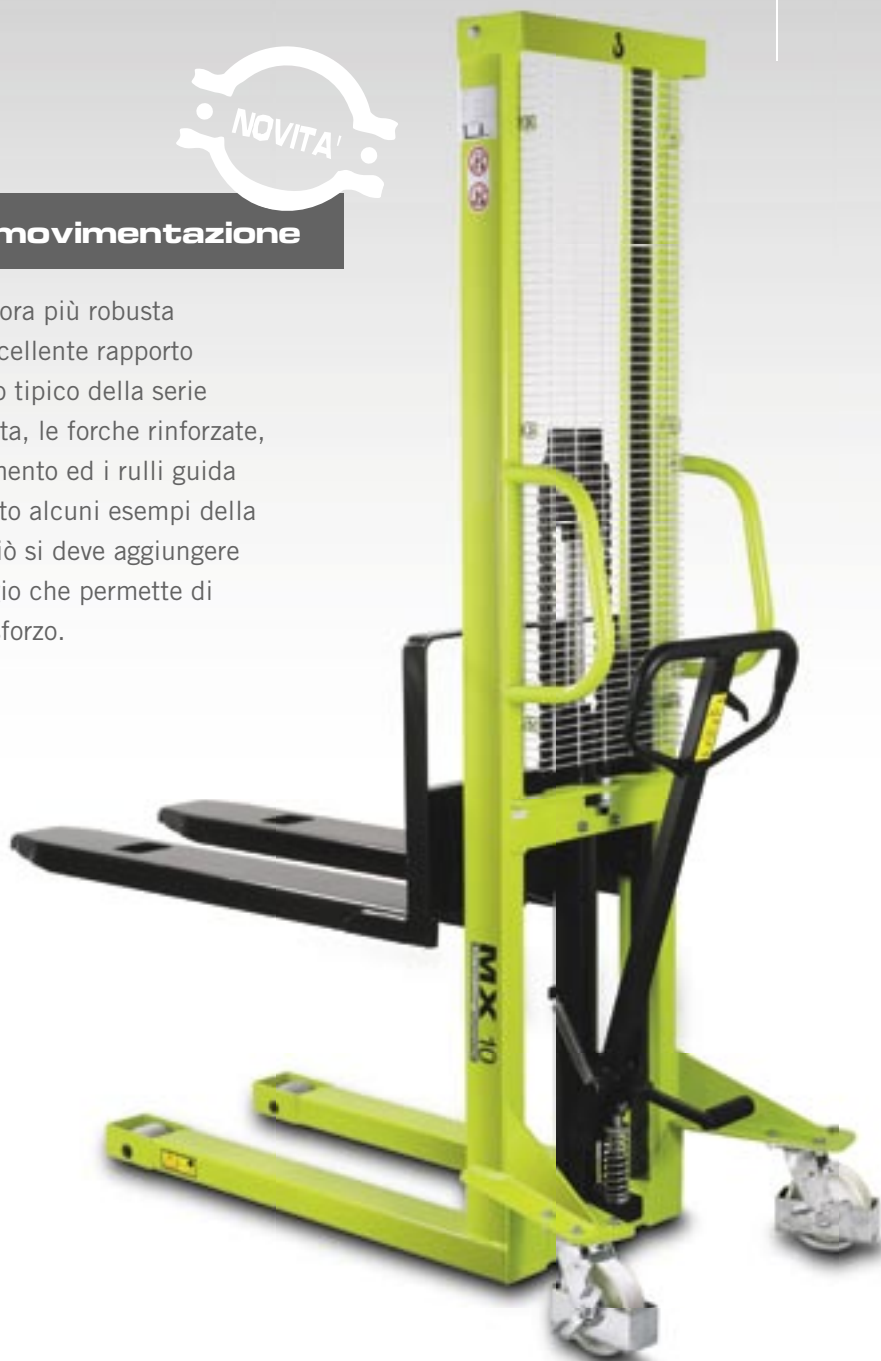 NOVITA'
movimentazione
ora più robusta
cellente rapporto
o tipico della serie
ta, le forche rinforzate,
mento ed i rulli guida
to alcuni esempi della
iò si deve aggiungere
io che permette di
sforzo.
MX 10